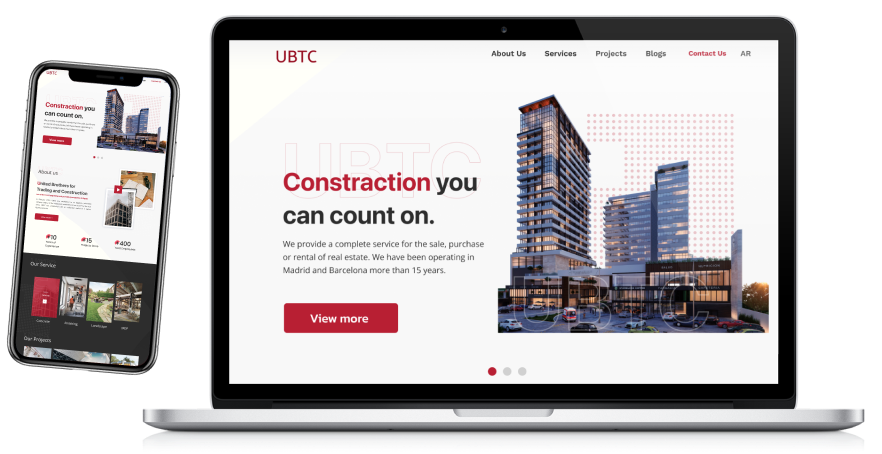 UBTC
Constraction you
can count on.
View more
About us
United Brothers for
Trading and Construction
#10
#15
#400
Our Service
Landscape
MEP
Our Projects
UBTC
About Us Services Projects Blogs Contact Us AR
UBTC
Constraction you
can count on.
We provide a complete service for the sale, purchase
or rental of real estate. We have been operating in
Madrid and Barcelona more than 15 years.
View more
UBTC